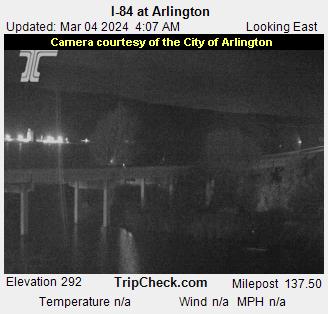 I-84 at Arlington
Updated: Mar 04 2024 4:07 AM Looking East
Camera courtesy of the City of Arlington
Elevation 292 TripCheck.com Milepost 137.50
Temperature n/a Wind n/a MPH n/a